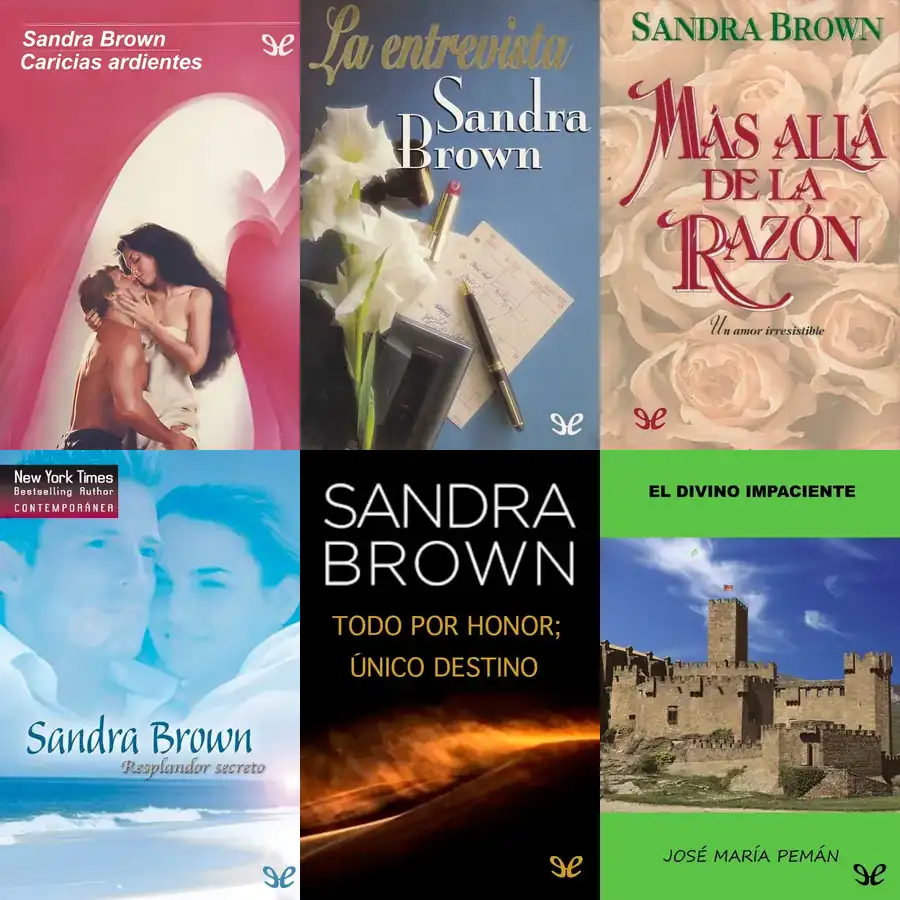 Sandra Brown
Caricias ardientes
La entrevista
Sandra
Brown
SANDRA BROWN
MÁS ALLÁ
DE LA
RAZÓN
Un amor irresistible
New York Times
Bestselling Author
CONTEMPORÁNEA
Sandra Brown
Resplandor secreto
SANDRA
BROWN
TODO POR HONOR;
ÚNICO DESTINO
EL DIVINO IMPACIENTE
JOSÉ MARÍA PEMÁN